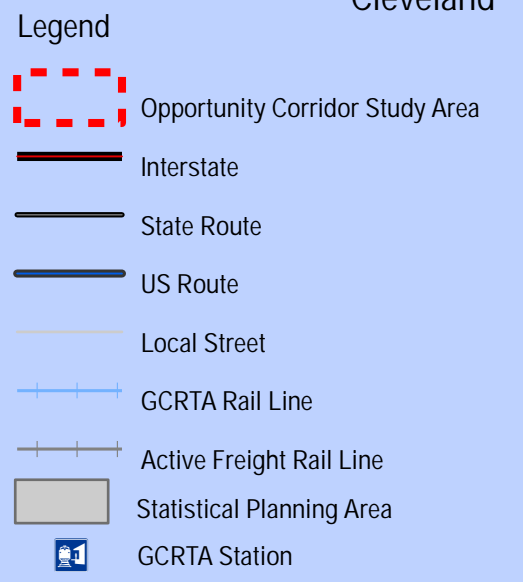 Cleveland
Legend
Opportunity Corridor Study Area
Interstate
State Route
US Route
Local Street
GCRTA Rail Line
Active Freight Rail Line
Statistical Planning Area
GCRTA Station